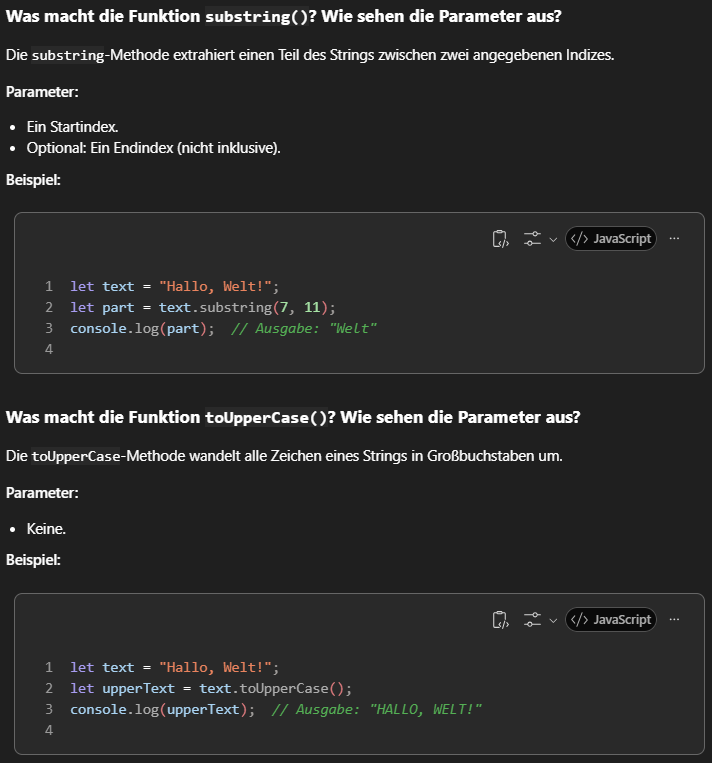 Was macht die Funktion substring()? Wie sehen die Parameter aus?
Die substring-Methode extrahiert einen Teil des Strings zwischen zwei angegebenen Indizes.
Parameter:
• Ein Startindex.
• Optional: Ein Endindex (nicht inklusive).
Beispiel:
</> JavaScript ...
1 let text = "Hallo, Welt!";
2 let part = text.substring(7, 11);
3 console.log(part);  // Ausgabe: "Welt"
4
Was macht die Funktion toUpperCase()? Wie sehen die Parameter aus?
Die toUpperCase-Methode wandelt alle Zeichen eines Strings in Großbuchstaben um.
Parameter:
• Keine.
Beispiel:
</> JavaScript ...
1 let text = "Hallo, Welt!";
2 let upperText = text.toUpperCase();
3 console.log(upperText);  // Ausgabe: "HALLO, WELT!"
4